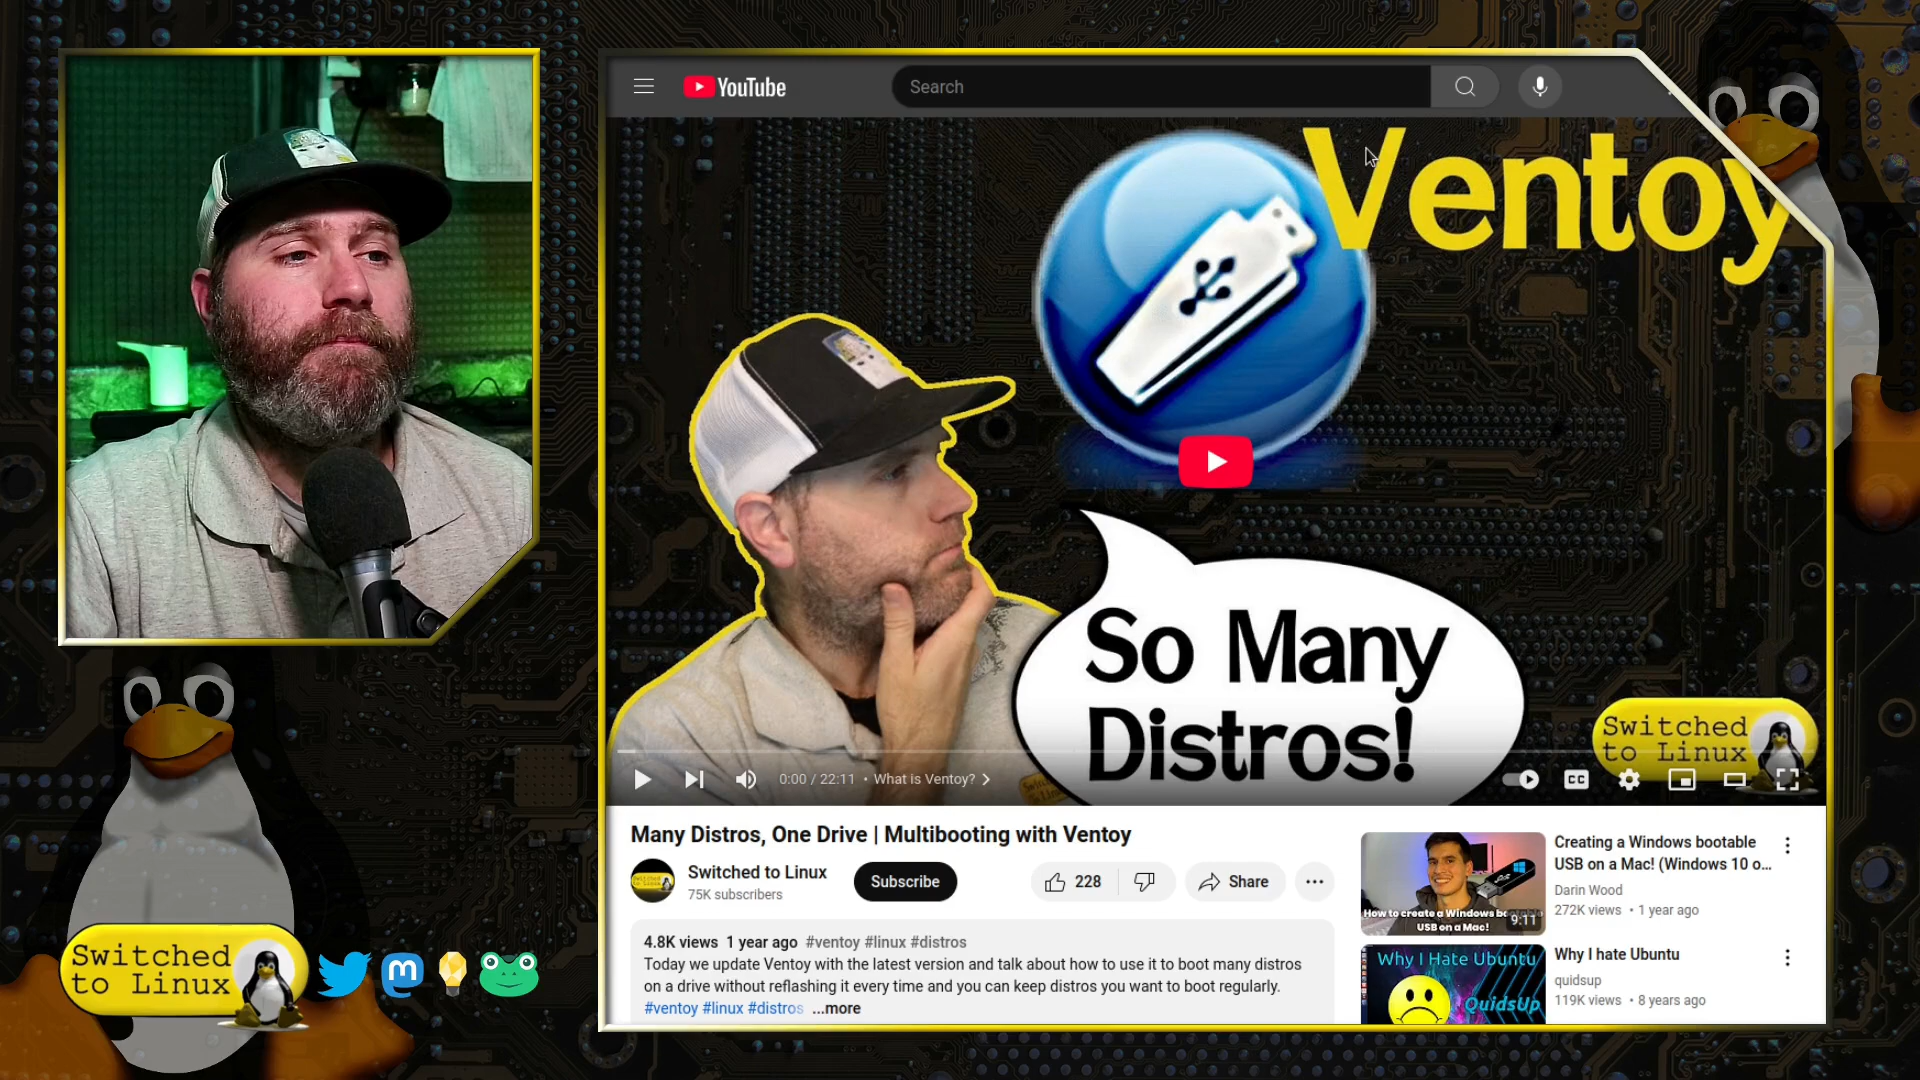 YouTube
Search
Ventoy
So Many
Distros!
Switched
to Linux
0:00 / 22:11 • What is Ventoy?
CC
Many Distros, One Drive | Multibooting with Ventoy
Switched to Linux
75K subscribers
Subscribe
228
Share
4.8K views 1 year ago #ventoy #linux #distros
Today we update Ventoy with the latest version and talk about how to use it to boot many distros
on a drive without reflashing it every time and you can keep distros you want to boot regularly.
#ventoy #linux #distros ...more
How to create a Windows bootable
USB on a Mac!
9:11
Creating a Windows bootable
USB on a Mac! (Windows 10 o...
Darin Wood
272K views • 1 year ago
Why I Hate Ubuntu
QuidsUp
Why I hate Ubuntu
quidsup
119K views • 8 years ago
Switched
to Linux